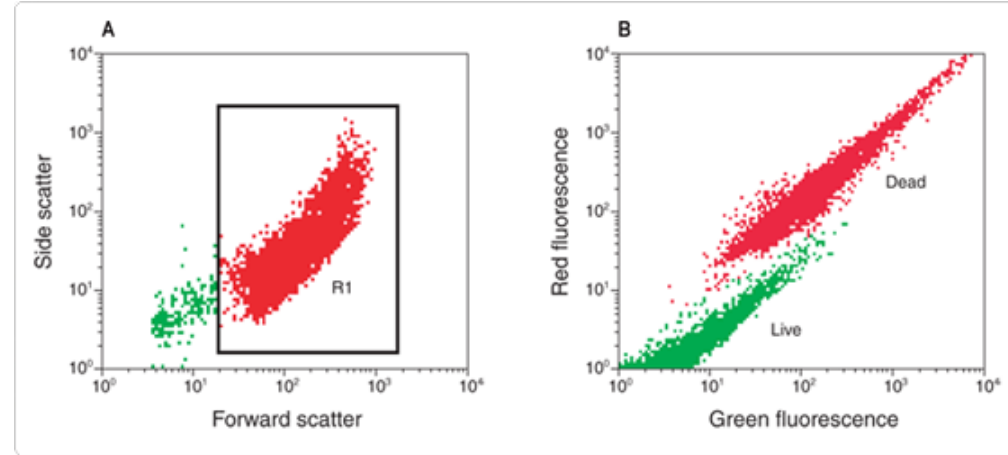 A
Side scatter
10⁴
10³
10²
10¹
10⁰
R1
10⁰ 10¹ 10² 10³ 10⁴
Forward scatter
B
Red fluorescence
10⁴
10³
10²
10¹
10⁰
Dead
Live
10⁰ 10¹ 10² 10³ 10⁴
Green fluorescence